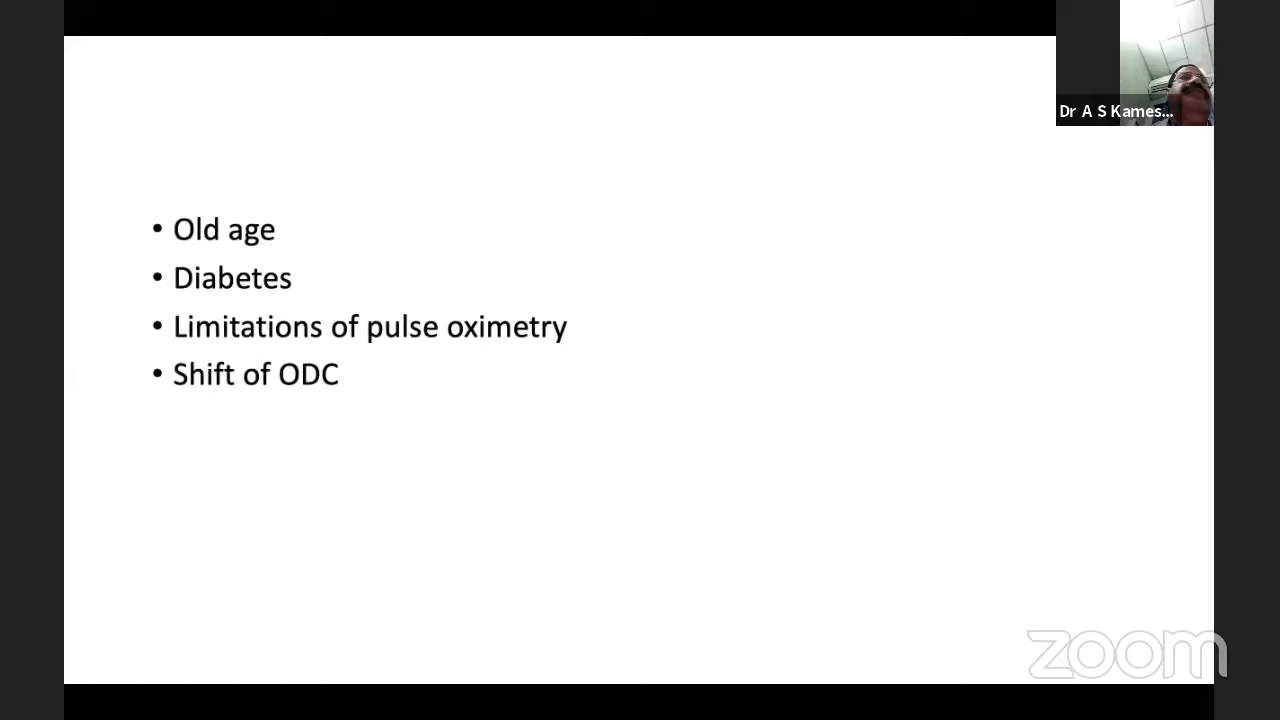 Dr A S Kames...
• Old age
• Diabetes
• Limitations of pulse oximetry
• Shift of ODC
zoom